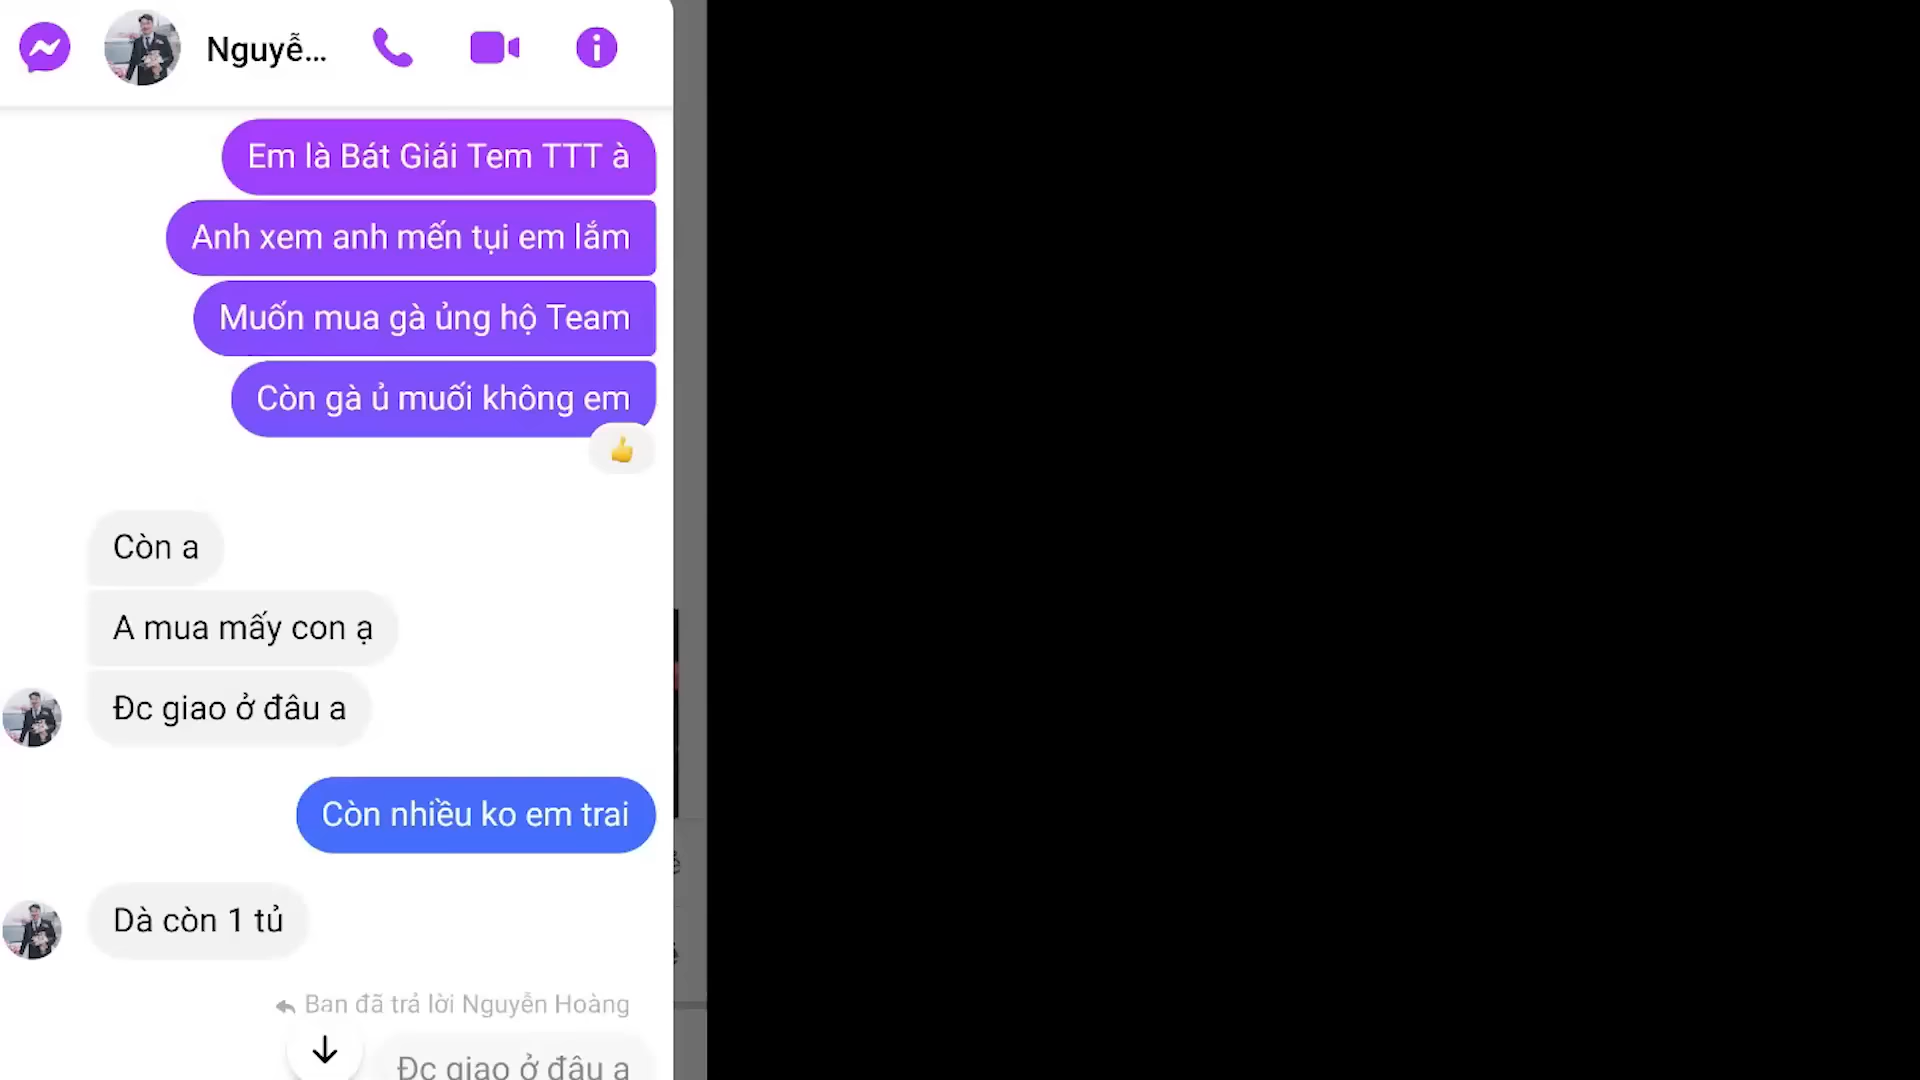 Nguyễ...
Em là Bát Giái Tem TTT à
Anh xem anh mến tụi em lắm
Muốn mua gà ủng hộ Team
Còn gà ủ muối không em
Còn a
A mua mấy con ạ
Đc giao ở đâu a
Còn nhiều ko em trai
Dà còn 1 tủ
Bạn đã trả lời Nguyễn Hoàng
Đc giao ở đâu a